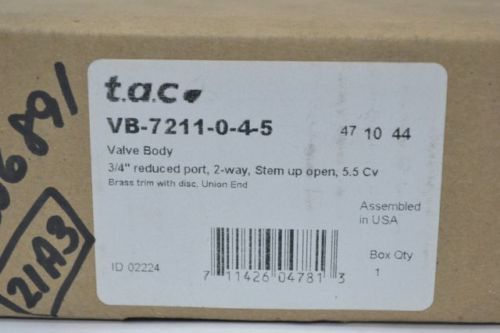 t.a.c
VB-7211-0-4-5
47 10 44
Valve Body
3/4" reduced port, 2-way, Stem up open, 5.5 Cv
Brass trim with disc, Union End
Assembled
in USA
ID 02224
7 11426 04781 3
Box Qty
1
6891
21A3